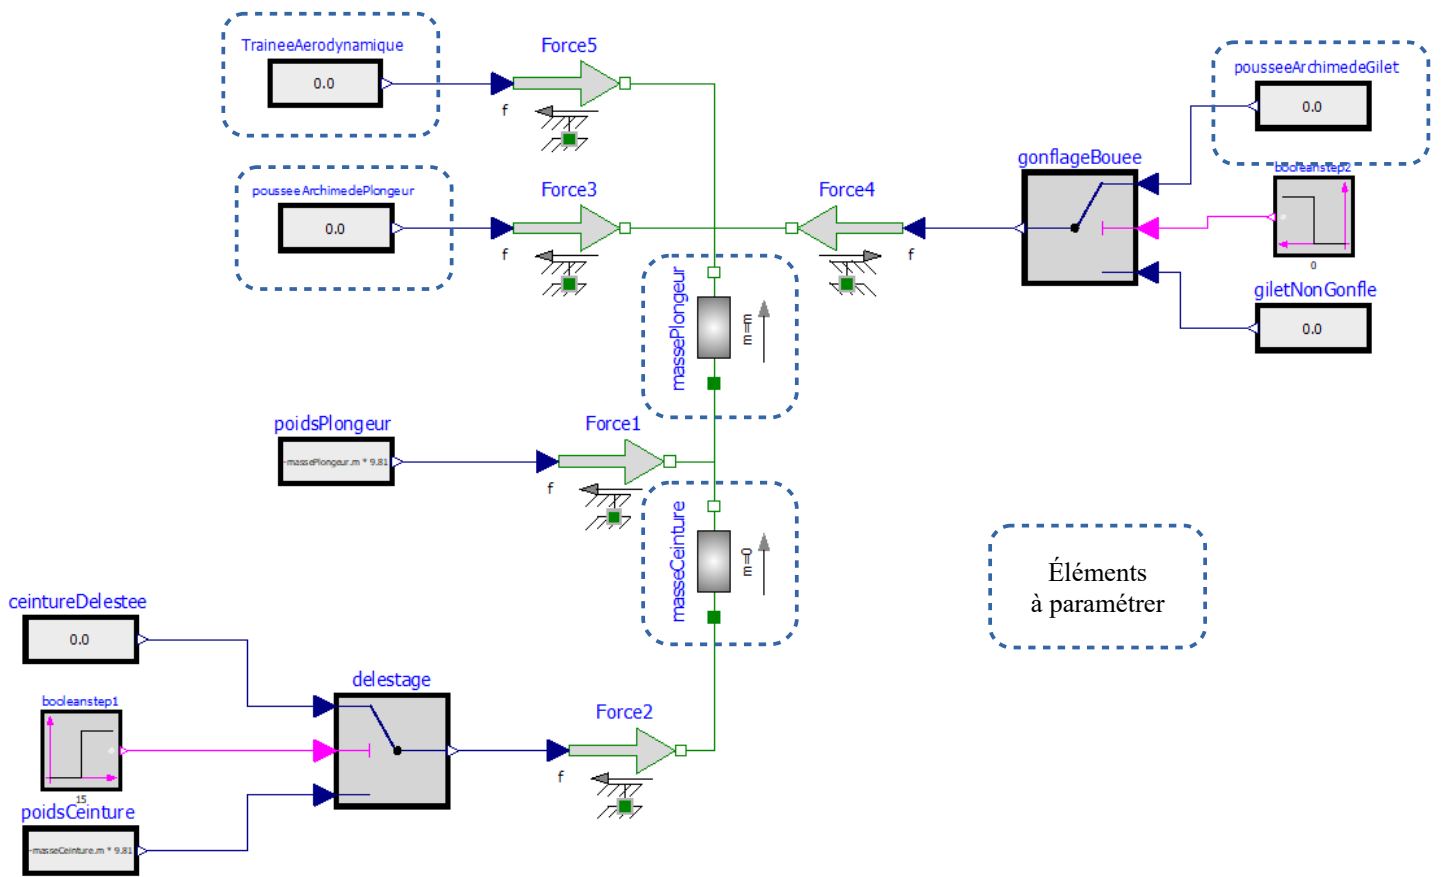 TraineeAerodynamique
0.0
Force5
f
pousseeArchimedeGilet
0.0
gonflageBouee
booleanstep2
0
pousseeArchimedePlongeur
0.0
Force3
f
Force4
f
giletNonGonfle
0.0
massePlongeur
m=m
poidsPlongeur
-massePlongeur.m * 9.81
Force1
f
masseCeinture
m=0
Éléments
à paramétrer
ceintureDelestee
0.0
delestage
booleanstep1
15
Force2
f
poidsCeinture
-masseCeinture.m * 9.81